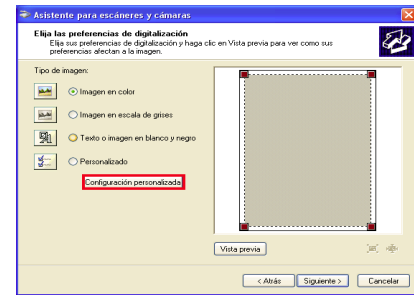 Asistente para escáneres y cámaras
Elija las preferencias de digitalización
Elija sus preferencias de digitalización y haga clic en Vista previa para ver como sus
preferencias afectan a la imagen.
Tipo de imagen:
Imagen en color
Imagen en escala de grises
Texto o imagen en blanco y negro
Personalizado
Configuración personalizada
Vista previa
< Atrás
Siguiente >
Cancelar